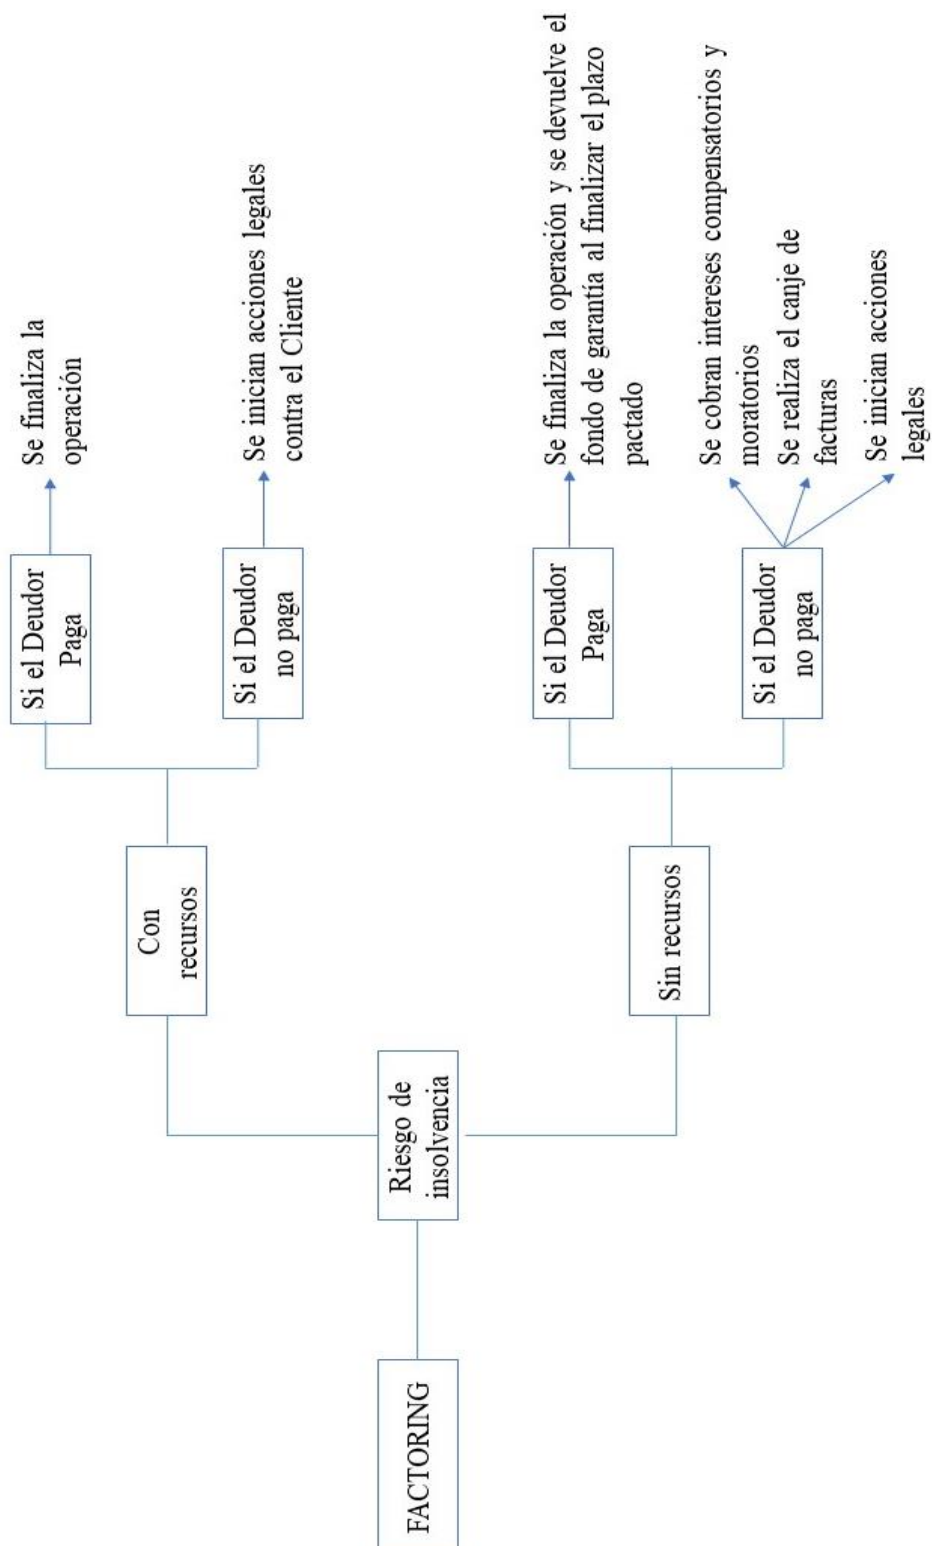 FACTORING
Riesgo de
insolvencia
Con
recursos
Si el Deudor
Paga
Se finaliza la
operación
Si el Deudor
no paga
Se inician acciones legales
contra el Cliente
Sin recursos
Si el Deudor
Paga
Se finaliza la operación y se devuelve el
fondo de garantía al finalizar el plazo
pactado
Si el Deudor
no paga
Se cobran intereses compensatorios y
moratorios
Se realiza el canje de
facturas
Se inician acciones
legales